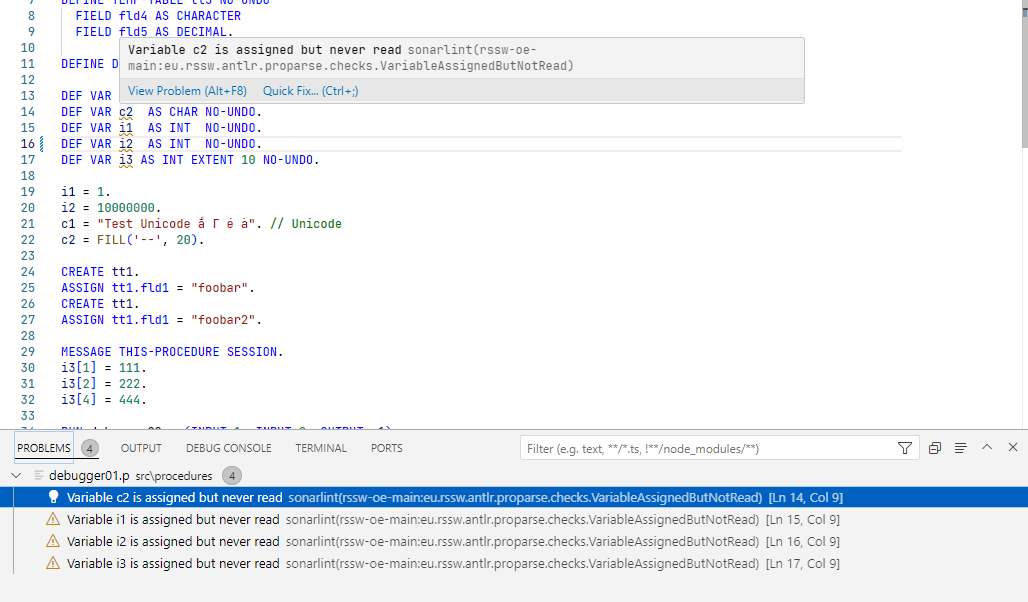 7 DEFINE TEMP-TABLE tt3 NO-UNDO
8 FIELD fld4 AS CHARACTER
9 FIELD fld5 AS DECIMAL.
10
Variable c2 is assigned but never read sonarlint(rssw-oe-
main:eu.rssw.antlr.proparse.checks.VariableAssignedButNotRead)
11 DEFINE D
12
View Problem (Alt+F8) Quick Fix... (Ctrl+;)
13 DEF VAR
14 DEF VAR c2 AS CHAR NO-UNDO.
15 DEF VAR i1 AS INT NO-UNDO.
16 DEF VAR i2 AS INT NO-UNDO.
17 DEF VAR i3 AS INT EXTENT 10 NO-UNDO.
18
19 i1 = 1.
20 i2 = 10000000.
21 c1 = "Test Unicode ắ Γ ė ȧ". // Unicode
22 c2 = FILL('--', 20).
23
24 CREATE tt1.
25 ASSIGN tt1.fld1 = "foobar".
26 CREATE tt1.
27 ASSIGN tt1.fld1 = "foobar2".
28
29 MESSAGE THIS-PROCEDURE SESSION.
30 i3[1] = 111.
31 i3[2] = 222.
32 i3[4] = 444.
33
PROBLEMS 4 OUTPUT DEBUG CONSOLE TERMINAL PORTS Filter (e.g. text, **/*.ts, !**/node_modules/**)
debugger01.p src\procedures 4
Variable c2 is assigned but never read sonarlint(rssw-oe-main:eu.rssw.antlr.proparse.checks.VariableAssignedButNotRead) [Ln 14, Col 9]
Variable i1 is assigned but never read sonarlint(rssw-oe-main:eu.rssw.antlr.proparse.checks.VariableAssignedButNotRead) [Ln 15, Col 9]
Variable i2 is assigned but never read sonarlint(rssw-oe-main:eu.rssw.antlr.proparse.checks.VariableAssignedButNotRead) [Ln 16, Col 9]
Variable i3 is assigned but never read sonarlint(rssw-oe-main:eu.rssw.antlr.proparse.checks.VariableAssignedButNotRead) [Ln 17, Col 9]